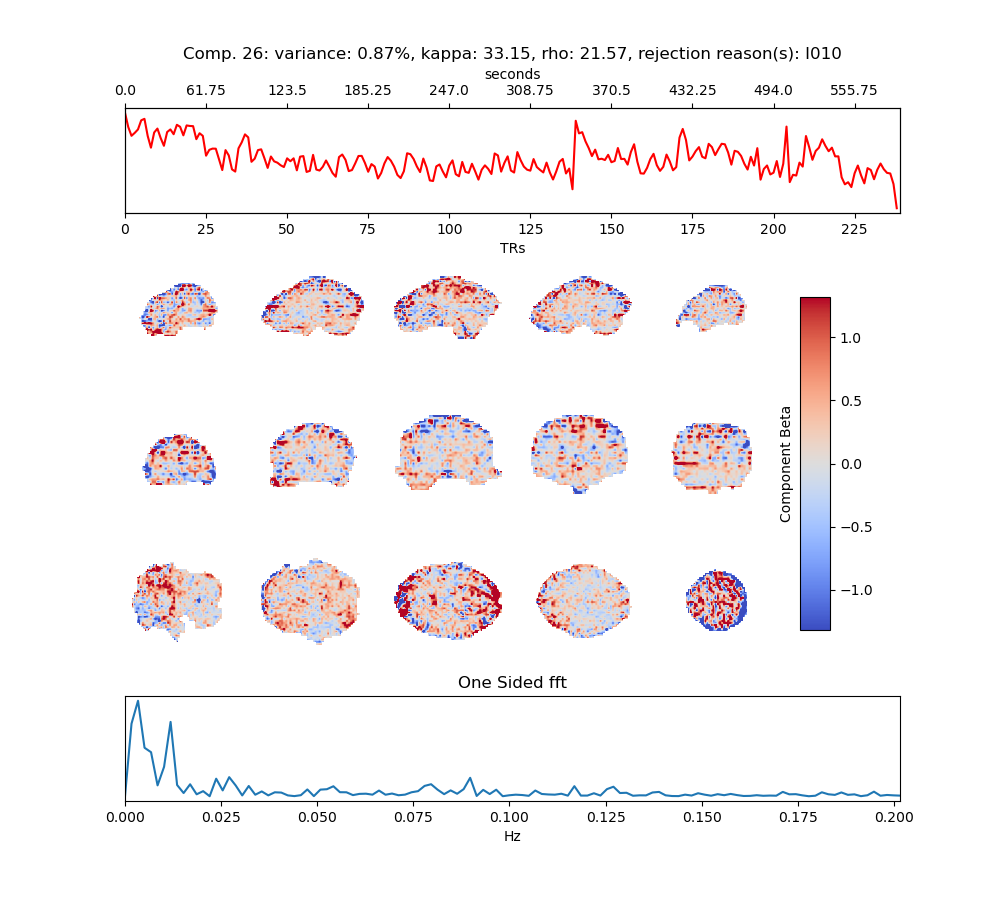 Comp. 26: variance: 0.87%, kappa: 33.15, rho: 21.57, rejection reason(s): I010
seconds
0.0 61.75 123.5 185.25 247.0 308.75 370.5 432.25 494.0 555.75
0 25 50 75 100 125 150 175 200 225
TRs
1.0
0.5
0.0
−0.5
−1.0
Component Beta
One Sided fft
0.000 0.025 0.050 0.075 0.100 0.125 0.150 0.175 0.200
Hz